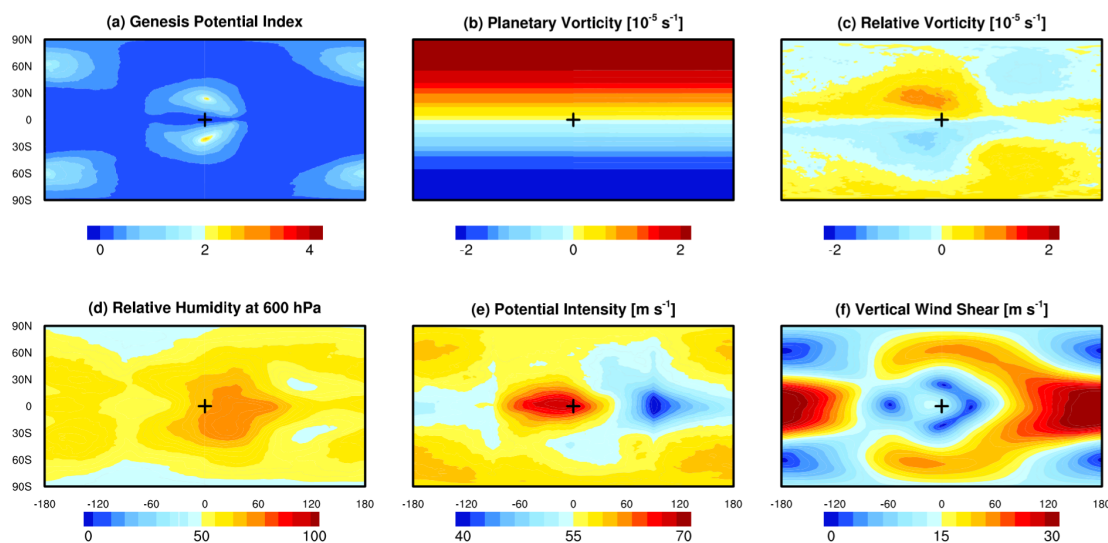 (a) Genesis Potential Index
(b) Planetary Vorticity [10⁻⁵ s⁻¹]
(c) Relative Vorticity [10⁻⁵ s⁻¹]
90N
60N
30N
0
30S
60S
90S
0 2 4
-2 0 2
-2 0 2
(d) Relative Humidity at 600 hPa
(e) Potential Intensity [m s⁻¹]
(f) Vertical Wind Shear [m s⁻¹]
90N
60N
30N
0
30S
60S
90S
-180 -120 -60 0 60 120 180
-180 -120 -60 0 60 120 180
-180 -120 -60 0 60 120 180
0 50 100
40 55 70
0 15 30